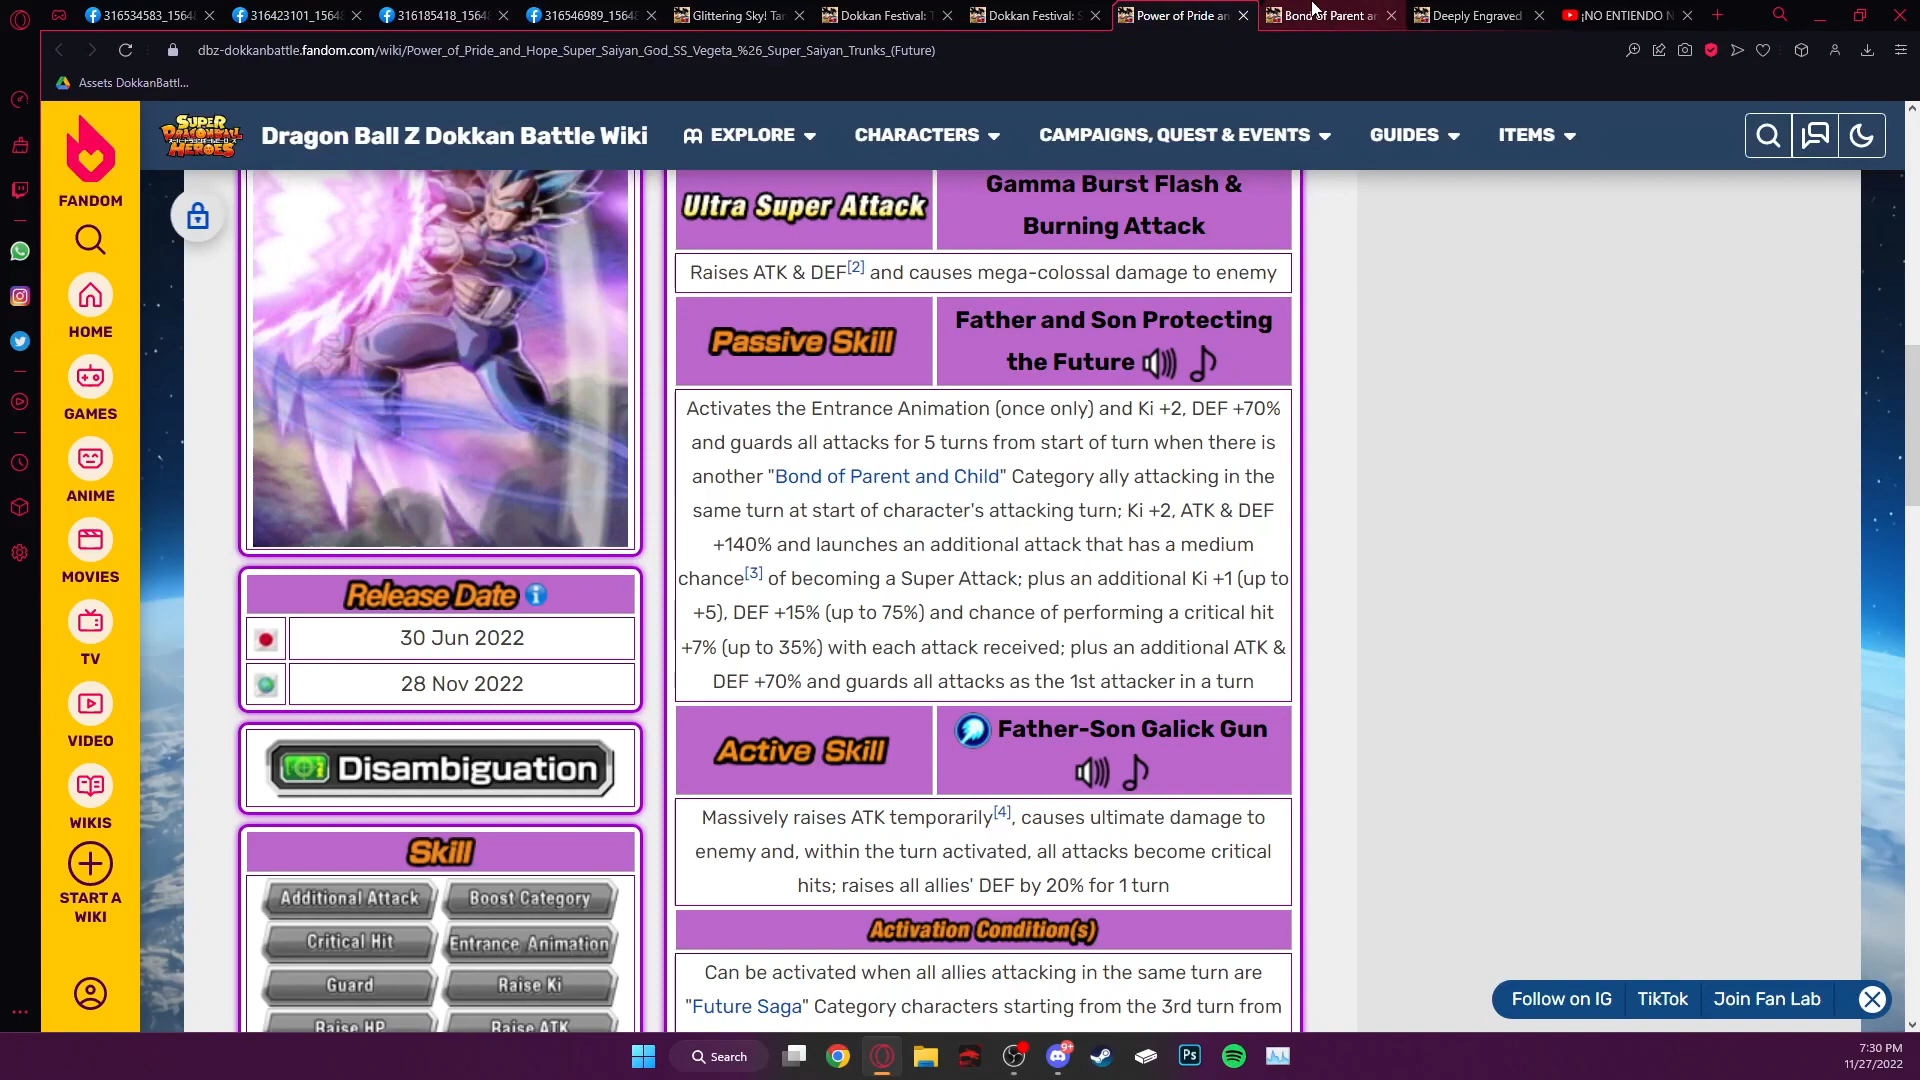 316534583_1564
316423101_1564
316185418_1564
316546989_1564
Glittering Sky! Tar
Dokkan Festival: T
Dokkan Festival: S
Power of Pride an
Bond of Parent an
Deeply Engraved
¡NO ENTIENDO N
dbz-dokkanbattle.fandom.com/wiki/Power_of_Pride_and_Hope_Super_Saiyan_God_SS_Vegeta_%26_Super_Saiyan_Trunks_(Future)
Assets DokkanBattl...
FANDOM
HOME
GAMES
ANIME
MOVIES
TV
VIDEO
WIKIS
START A
WIKI
SUPER
DRAGONBALL
HEROES
Dragon Ball Z Dokkan Battle Wiki
EXPLORE
CHARACTERS
CAMPAIGNS, QUEST & EVENTS
GUIDES
ITEMS
Release Date
30 Jun 2022
28 Nov 2022
Disambiguation
Skill
Additional Attack
Boost Category
Critical Hit
Entrance Animation
Guard
Raise Ki
Raise HP
Raise ATK
Ultra Super Attack
Gamma Burst Flash &
Burning Attack
Raises ATK & DEF[2] and causes mega-colossal damage to enemy
Passive Skill
Father and Son Protecting
the Future
Activates the Entrance Animation (once only) and Ki +2, DEF +70%
and guards all attacks for 5 turns from start of turn when there is
another "Bond of Parent and Child" Category ally attacking in the
same turn at start of character's attacking turn; Ki +2, ATK & DEF
+140% and launches an additional attack that has a medium
chance[3] of becoming a Super Attack; plus an additional Ki +1 (up to
+5), DEF +15% (up to 75%) and chance of performing a critical hit
+7% (up to 35%) with each attack received; plus an additional ATK &
DEF +70% and guards all attacks as the 1st attacker in a turn
Active Skill
Father-Son Galick Gun
Massively raises ATK temporarily[4], causes ultimate damage to
enemy and, within the turn activated, all attacks become critical
hits; raises all allies' DEF by 20% for 1 turn
Activation Condition(s)
Can be activated when all allies attacking in the same turn are
"Future Saga" Category characters starting from the 3rd turn from
Follow on IG
TikTok
Join Fan Lab
Search
9+
Ps
7:30 PM
11/27/2022